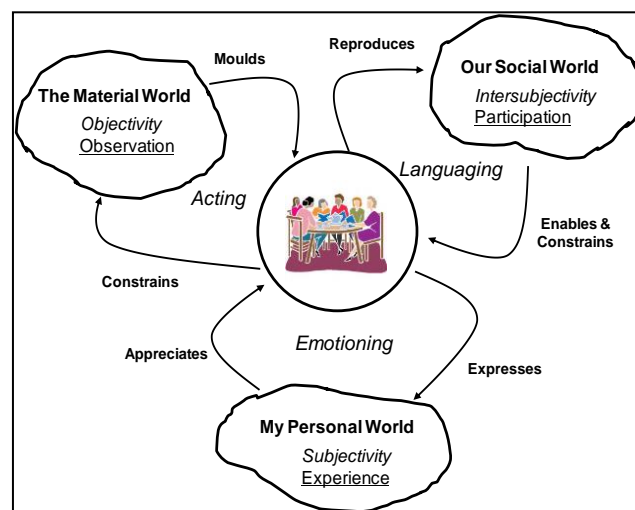 Reproduces
Moulds
The Material World
Objectivity
Observation
Our Social World
Intersubjectivity
Participation
Acting
Languaging
Enables &
Constrains
Constrains
Appreciates
Emotioning
Expresses
My Personal World
Subjectivity
Experience